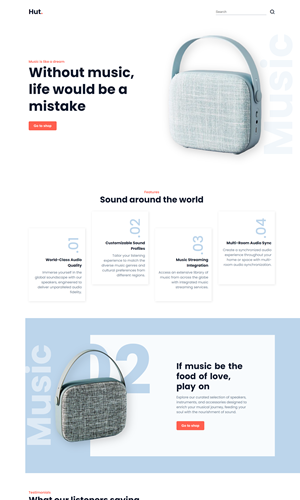 Hut.
Search
Music is like a dream
Without music,
life would be a
mistake
Go to shop
Music
Features
Sound around the world
.01
World-Class Audio
Quality
Immerse yourself in the
global soundscape with our
speakers, engineered to
deliver unparalleled audio
fidelity.
.02
Customizable Sound
Profiles
Tailor your listening
experience to match the
diverse music genres and
cultural preferences from
different regions.
.03
Music Streaming
Integration
Access an extensive library of
music from across the globe
with integrated music
streaming services.
.04
Multi-Room Audio Sync
Create a synchronized audio
experience throughout your
home or space with multi-
room audio synchronization.
Music
02
If music be the
food of love,
play on
Explore our curated selection of speakers,
instruments, and accessories designed to
enrich your musical journey, feeding your
soul with the nourishment of sound.
Go to shop
Testimonials
What our listeners saying